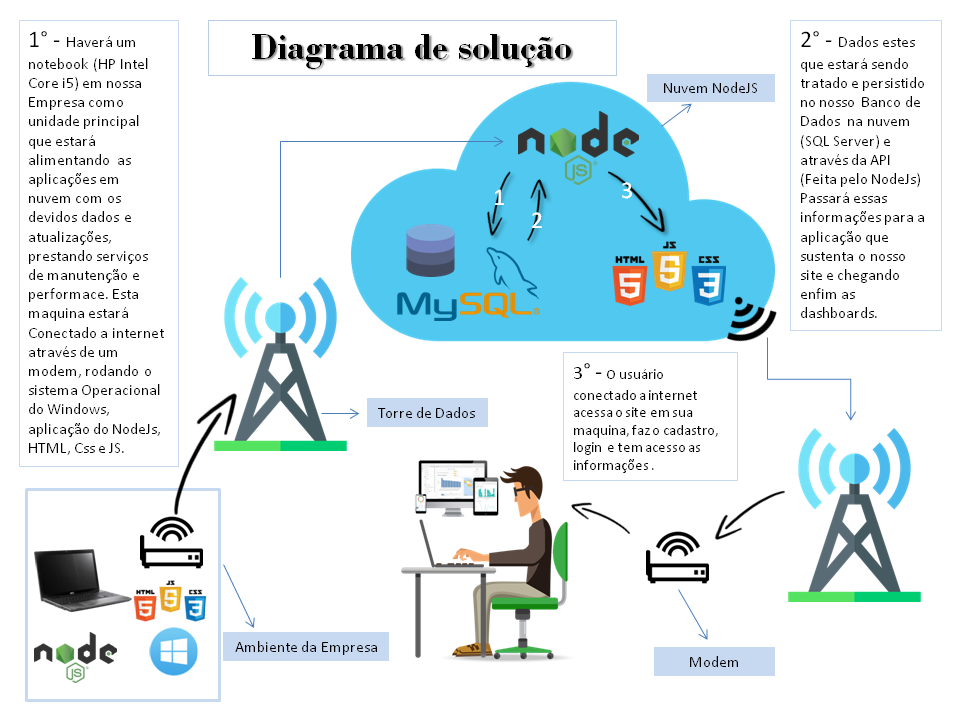 Diagrama de solução
1° - Haverá um
notebook (HP Intel
Core i5) em nossa
Empresa como
unidade principal
que estará
alimentando as
aplicações em
nuvem com os
devidos dados e
atualizações,
prestando serviços
de manutenção e
performace. Esta
maquina estará
Conectado a internet
através de um
modem, rodando o
sistema Operacional
do Windows,
aplicação do NodeJs,
HTML, Css e JS.
Nuvem NodeJS
2° - Dados estes
que estará sendo
tratado e persistido
no nosso Banco de
Dados na nuvem
(SQL Server) e
através da API
(Feita pelo NodeJs)
Passará essas
informações para a
aplicação que
sustenta o nosso
site e chegando
enfim as
dashboards.
node
JS
1
2
3
MySQL
HTML
5
JS
5
CSS
3
3° - O usuário
conectado a internet
acessa o site em sua
maquina, faz o cadastro,
login e tem acesso as
informações .
Torre de Dados
HTML
5
JS
5
CSS
3
node
JS
Ambiente da Empresa
Modem